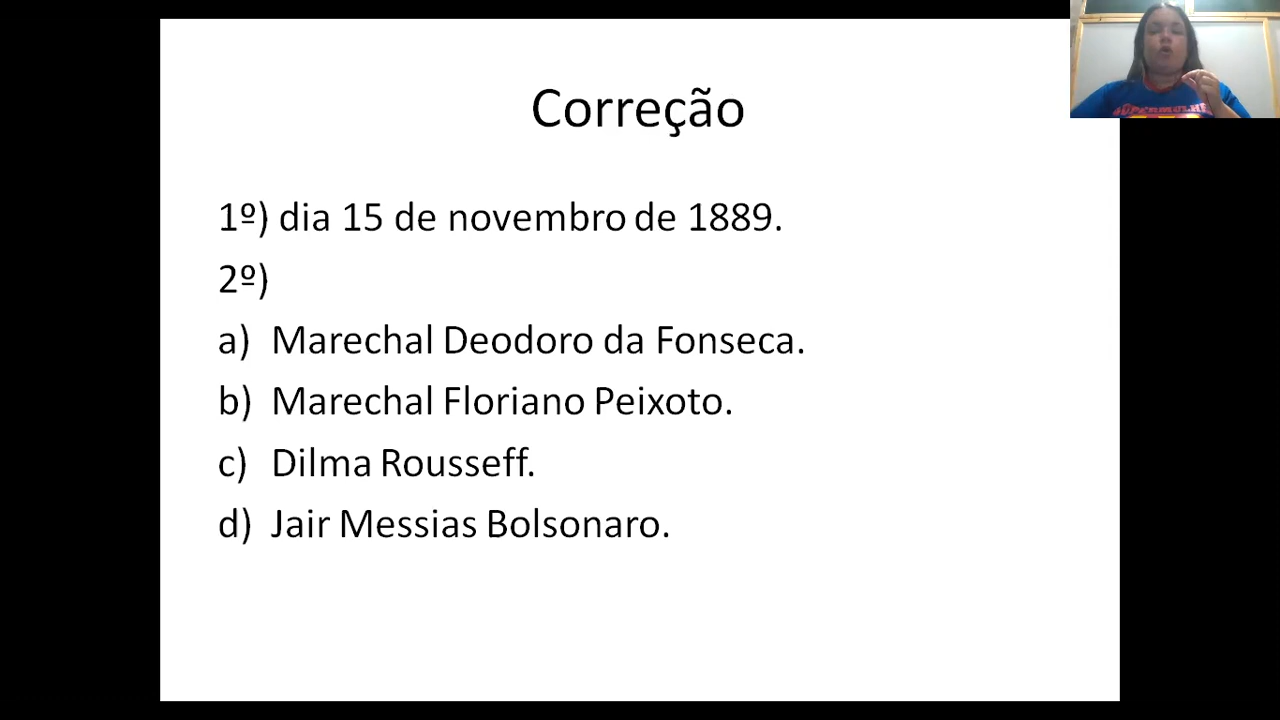 Correção
1º) dia 15 de novembro de 1889.
2º)
a) Marechal Deodoro da Fonseca.
b) Marechal Floriano Peixoto.
c) Dilma Rousseff.
d) Jair Messias Bolsonaro.